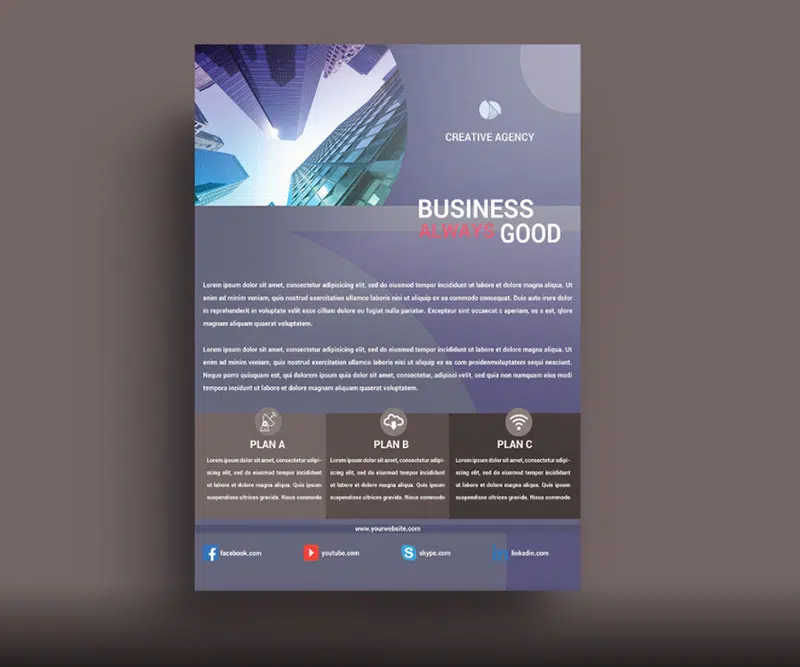 CREATIVE AGENCY
BUSINESS
ALWAYS GOOD
Lorem ipsum dolor sit amet, consectetur adipisicing elit, sed do eiusmod tempor incididunt ut labore et dolore magna aliqua. Ut
enim ad minim veniam, quis nostrud exercitation ullamco laboris nisi ut aliquip ex ea commodo consequat. Duis aute irure dolor in
reprehenderit in voluptate velit esse cillum dolore eu fugiat nulla pariatur. Excepteur sint occaecat c aperiam, es s est, qlore
magnam aliquam quaerat voluptatem.
Lorem ipsum dolor sit amet, consectetur adipisicing elit, sed do eiusmod tempor incididunt ut labore et dolore magna aliqua. Ut
enim ad minim veniam, quis nostrud exercitation ullamco laboris nisi ut aliquip ex ea porro explicabo. doloremquelaudantium totam sequi nesciunt.
Neque porro quisquam est, qui dolorem ipsum quia dolor sit amet, consectetur, adipisci velit, sed quia non numquam eius modi
tempora incidunt ut labore et dolore magnam aliquam quaerat voluptatem.
PLAN A
Lorem ipsum dolor sit amet, consectetur adipi-
scing elit, sed do eiusmod tempor incididunt
ut labore et dolore magna aliqua. Quis ipsum
suspendisse ultrices gravida. Risus commodo
PLAN B
Lorem ipsum dolor sit amet, consectetur adipi-
scing elit, sed do eiusmod tempor incididunt
ut labore et dolore magna aliqua. Quis ipsum
suspendisse ultrices gravida. Risus commodo
PLAN C
Lorem ipsum dolor sit amet, consectetur adipi-
scing elit, sed do eiusmod tempor incididunt
ut labore et dolore magna aliqua. Quis ipsum
suspendisse ultrices gravida. Risus commodo
www.yourwebsite.com
facebook.com
youtube.com
skype.com
linkedin.com